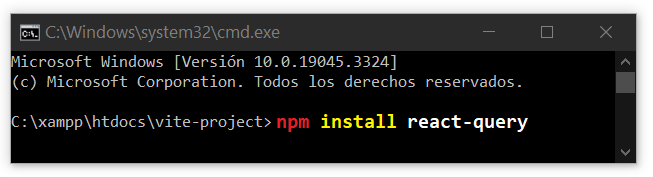 C:\Windows\system32\cmd.exe
Microsoft Windows [Versión 10.0.19045.3324]
(c) Microsoft Corporation. Todos los derechos reservados.
C:\xampp\htdocs\vite-project> npm install react-query